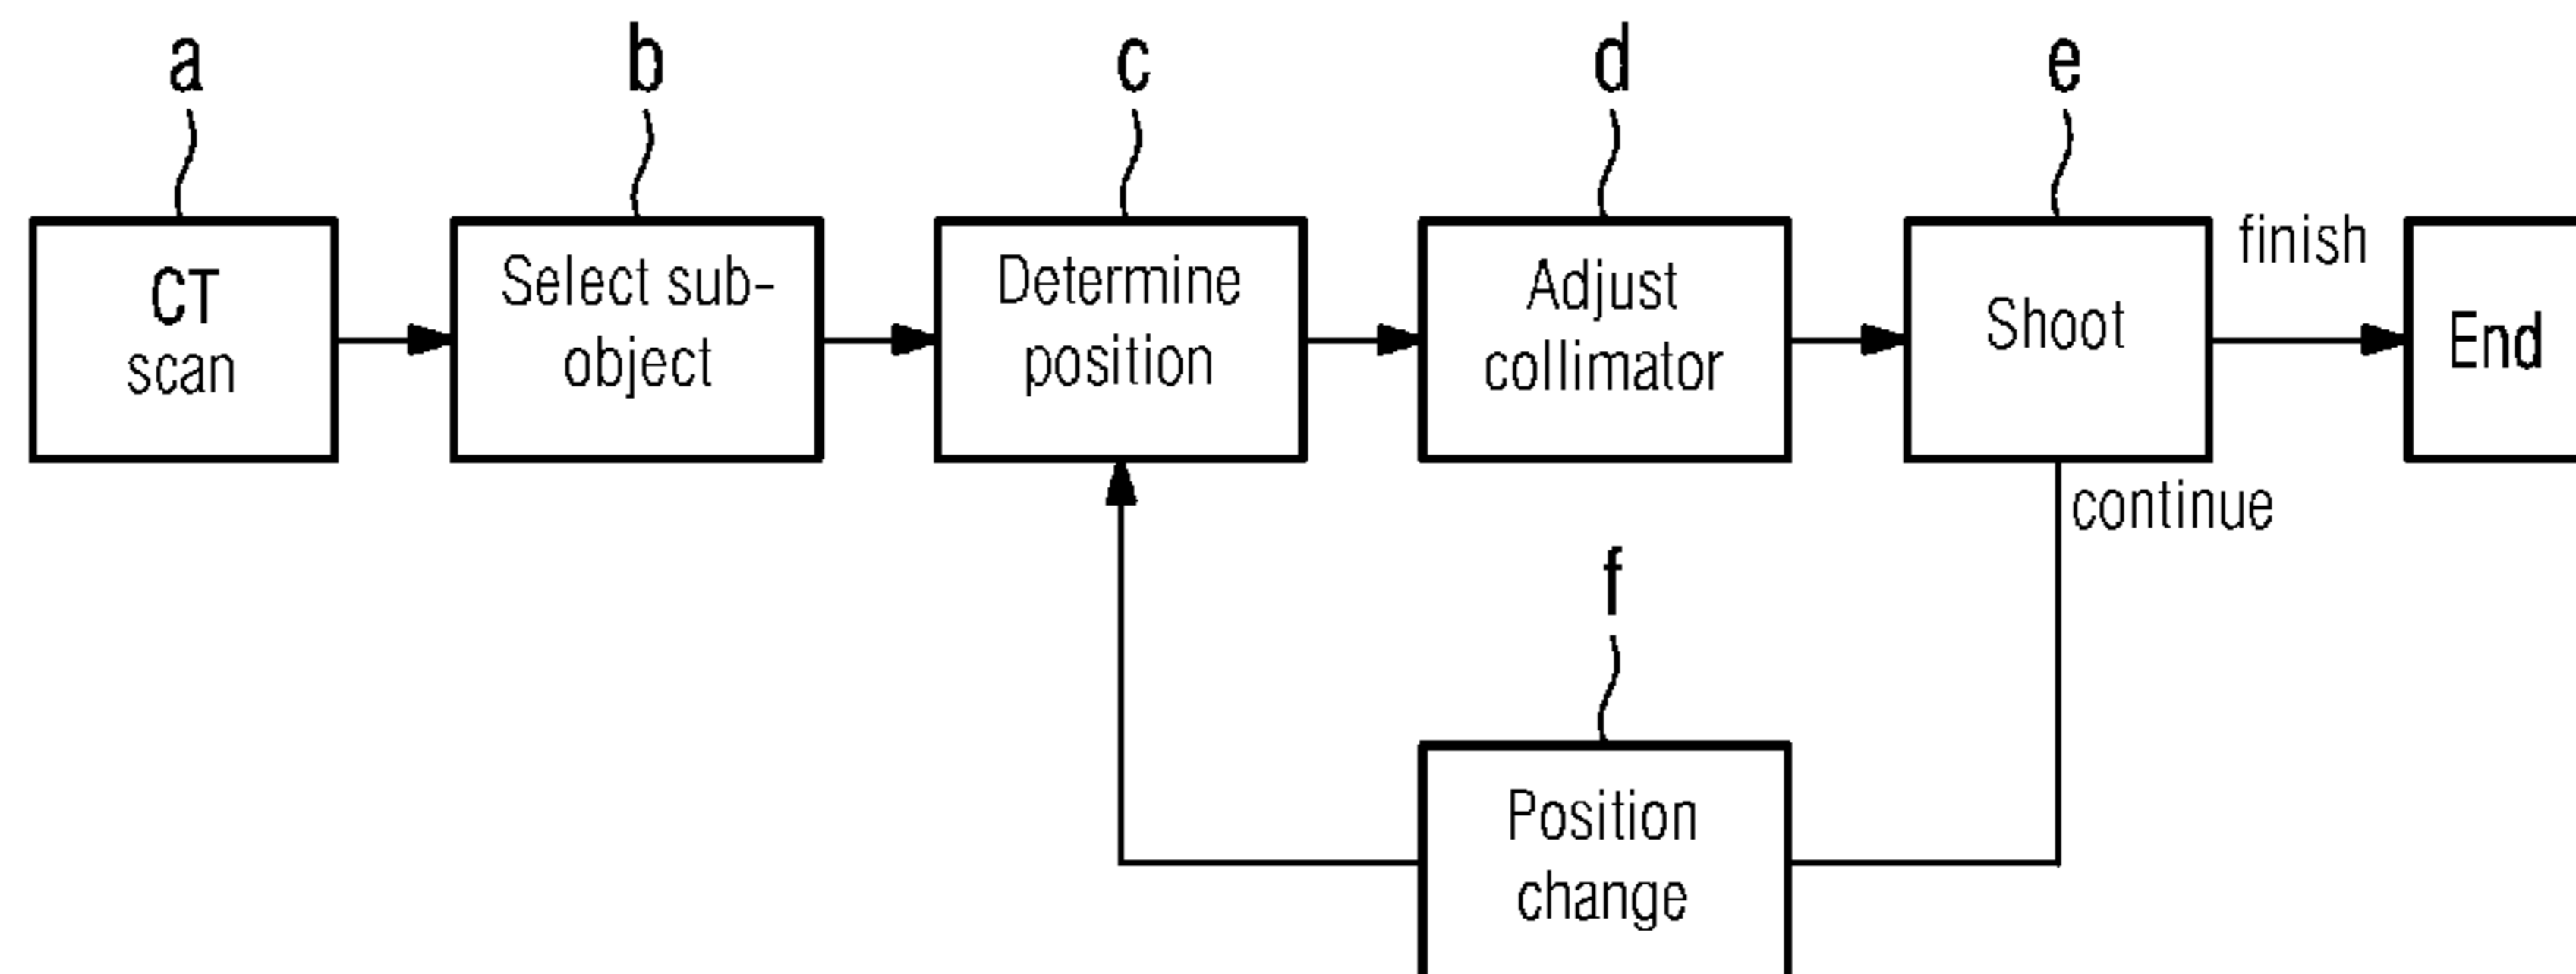 a
b
c
d
e
CT
scan
Select sub-
object
Determine
position
Adjust
collimator
Shoot
finish
End
continue
f
Position
change